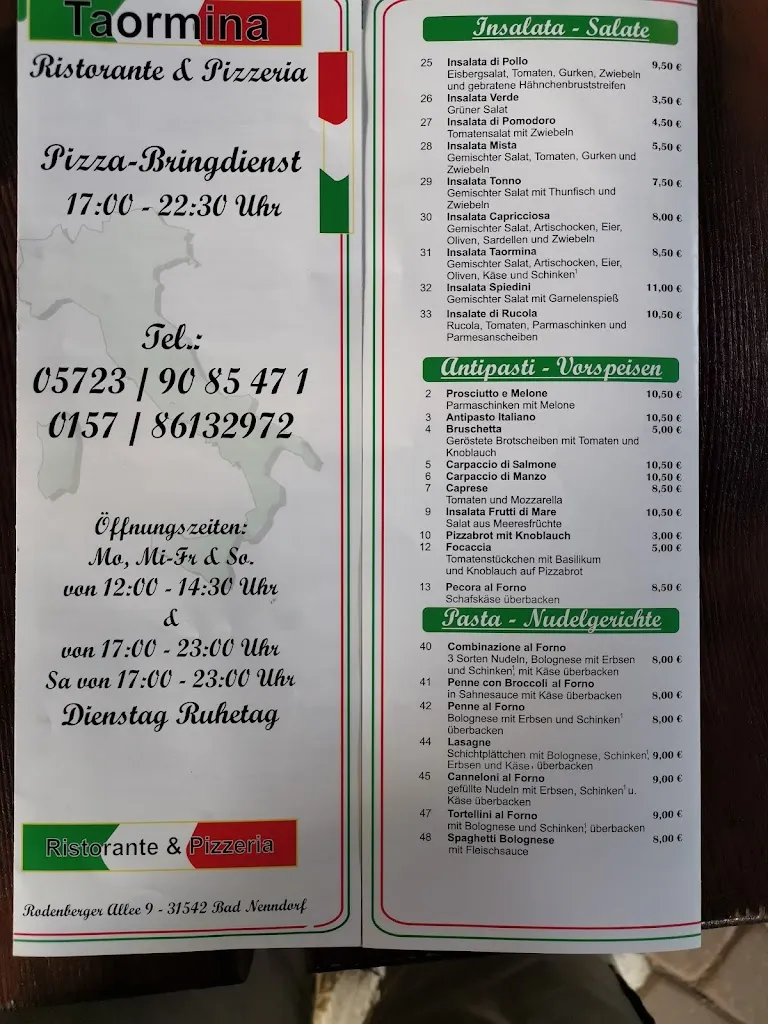 Taormina
Ristorante & Pizzeria
Pizza-Bringdienst
17:00 - 22:30 Uhr
Tel.:
05723 | 90 85 47 1
0157 | 86132972
Öffnungszeiten:
Mo, Mi-Fr & So.
von 12:00 - 14:30 Uhr
&
von 17:00 - 23:00 Uhr
Sa von 17:00 - 23:00 Uhr
Dienstag Ruhetag
Ristorante & Pizzeria
Rodenberger Allee 9 - 31542 Bad Nenndorf
Insalata - Salate
25 Insalata di Pollo 9,50 €
Eisbergsalat, Tomaten, Gurken, Zwiebeln
und gebratene Hähnchenbruststreifen
26 Insalata Verde 3,50 €
Grüner Salat
27 Insalata di Pomodoro 4,50 €
Tomatensalat mit Zwiebeln
28 Insalata Mista 5,50 €
Gemischter Salat, Tomaten, Gurken und
Zwiebeln
29 Insalata Tonno 7,50 €
Gemischter Salat mit Thunfisch und
Zwiebeln
30 Insalata Capricciosa 8,00 €
Gemischter Salat, Artischocken, Eier,
Oliven, Sardellen und Zwiebeln
31 Insalata Taormina 8,50 €
Gemischter Salat, Artischocken, Eier,
Oliven, Käse und Schinken¹
32 Insalata Spiedini 11,00 €
Gemischter Salat mit Garnelenspieß
33 Insalate di Rucola 10,50 €
Rucola, Tomaten, Parmaschinken und
Parmesanscheiben
Antipasti - Vorspeisen
2 Prosciutto e Melone 10,50 €
Parmaschinken mit Melone
3 Antipasto Italiano 10,50 €
4 Bruschetta 5,00 €
Geröstete Brotscheiben mit Tomaten und
Knoblauch
5 Carpaccio di Salmone 10,50 €
6 Carpaccio di Manzo 10,50 €
7 Caprese 8,50 €
Tomaten und Mozzarella
9 Insalata Frutti di Mare 10,50 €
Salat aus Meeresfrüchte
10 Pizzabrot mit Knoblauch 3,00 €
12 Focaccia 5,00 €
Tomatenstückchen mit Basilikum
und Knoblauch auf Pizzabrot
13 Pecora al Forno 8,50 €
Schafskäse überbacken
Pasta - Nudelgerichte
40 Combinazione al Forno
3 Sorten Nudeln, Bolognese mit Erbsen 8,00 €
und Schinken¹, mit Käse überbacken
41 Penne con Broccoli al Forno
in Sahnesauce mit Käse überbacken 8,00 €
42 Penne al Forno
Bolognese mit Erbsen und Schinken¹ 8,00 €
überbacken
44 Lasagne
Schichtplättchen mit Bolognese, Schinken¹, 9,00 €
Erbsen und Käse, überbacken
45 Canneloni al Forno 9,00 €
gefüllte Nudeln mit Erbsen, Schinken¹ u.
Käse überbacken
47 Tortellini al Forno 9,00 €
mit Bolognese und Schinken¹, überbacken
48 Spaghetti Bolognese 8,00 €
mit Fleischsauce